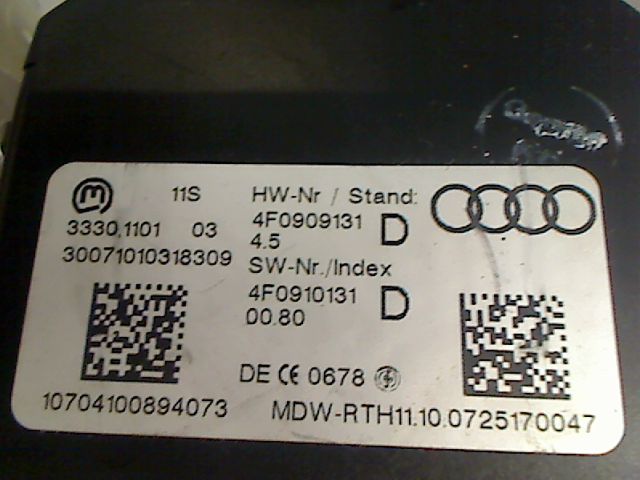 11S
3330.1101 03
30071010318309
HW-Nr / Stand:
4F0909131 D
4.5
SW-Nr./Index
4F0910131 D
00.80
DE CE 0678
10704100894073
MDW-RTH11.10.0725170047